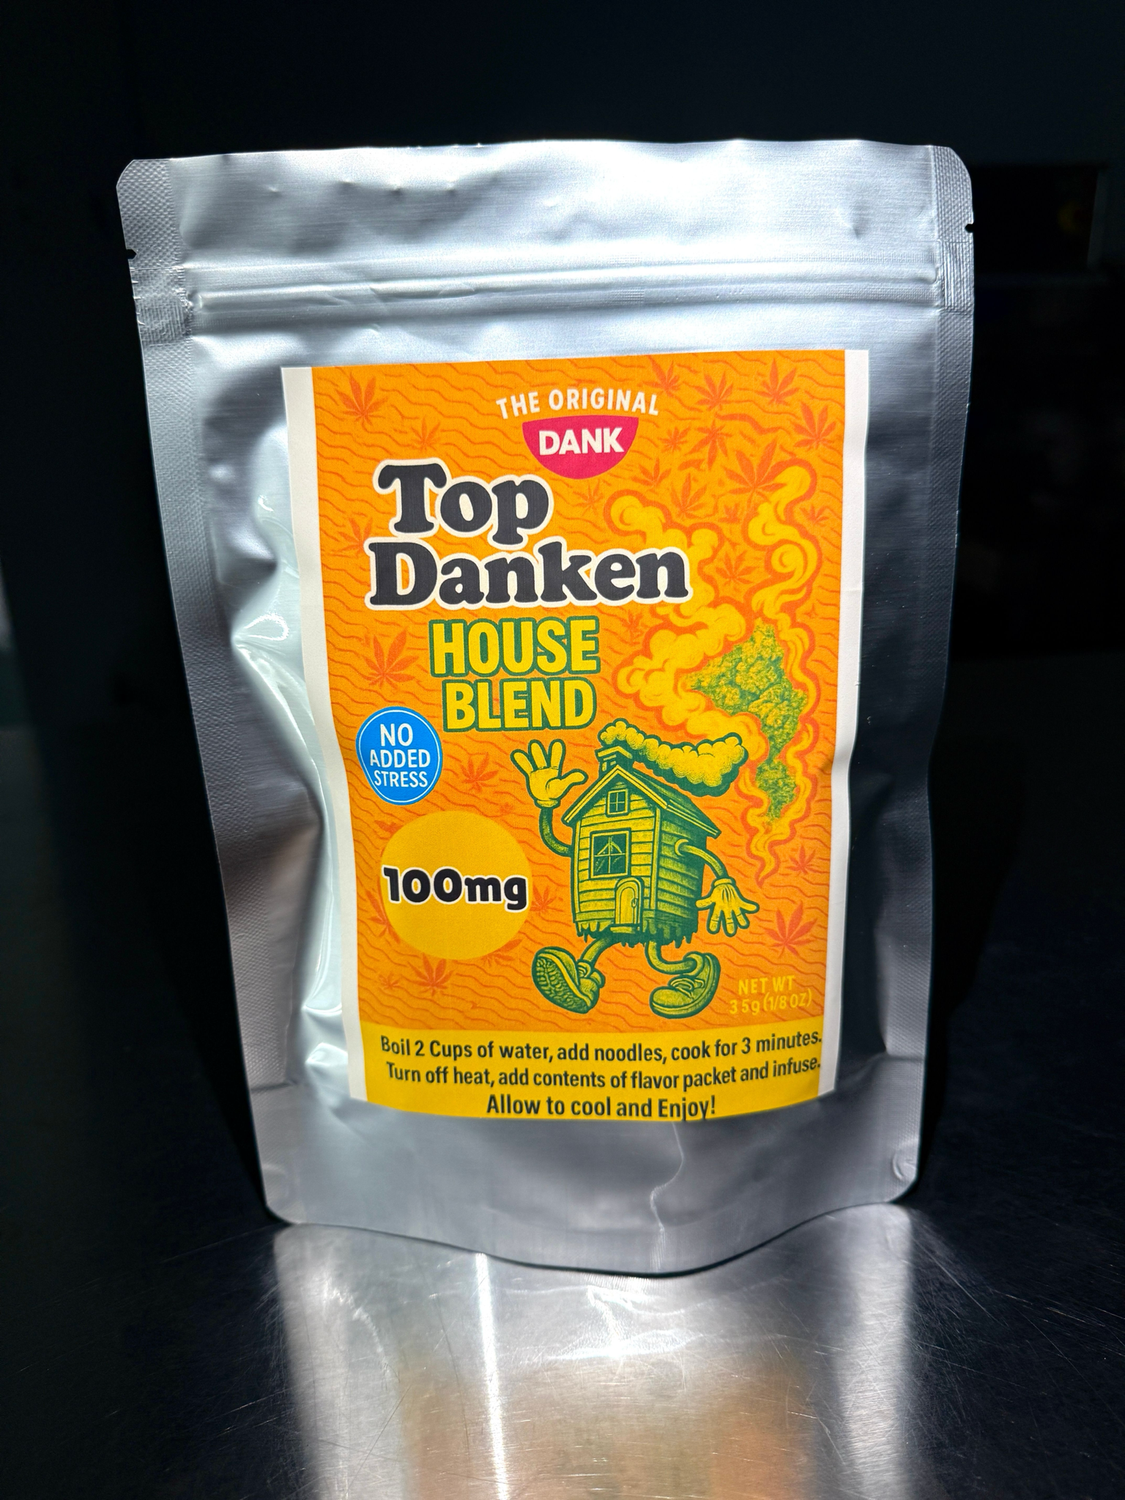 THE ORIGINAL
DANK
Top
Danken
HOUSE
BLEND
NO
ADDED
STRESS
100mg
NET WT
3.5g (1/8 OZ)
Boil 2 Cups of water, add noodles, cook for 3 minutes.
Turn off heat, add contents of flavor packet and infuse.
Allow to cool and Enjoy!